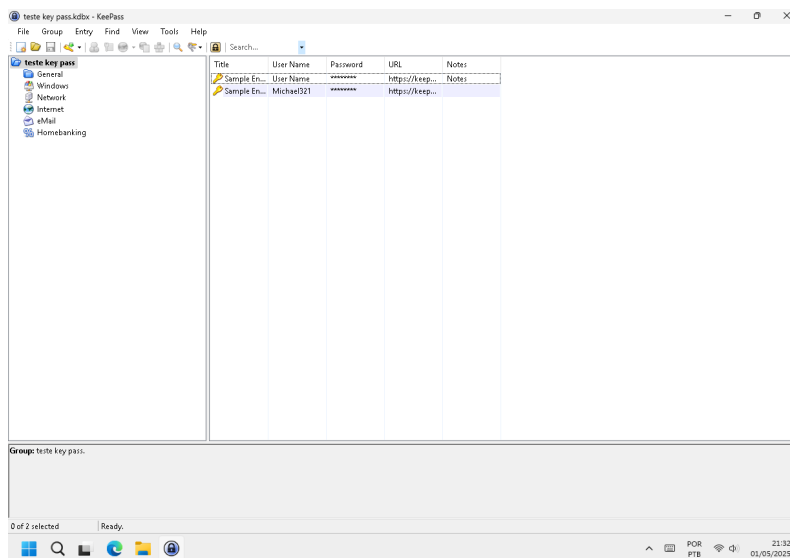 teste key pass.kdbx - KeePass
File Group Entry Find View Tools Help
Search...
teste key pass
General
Windows
Network
Internet
eMail
Homebanking
Title User Name Password URL Notes
Sample En... User Name ******** https://keep... Notes
Sample En... Michael321 ******** https://keep...
Group: teste key pass.
0 of 2 selected Ready.
POR
PTB
21:32
01/05/2025